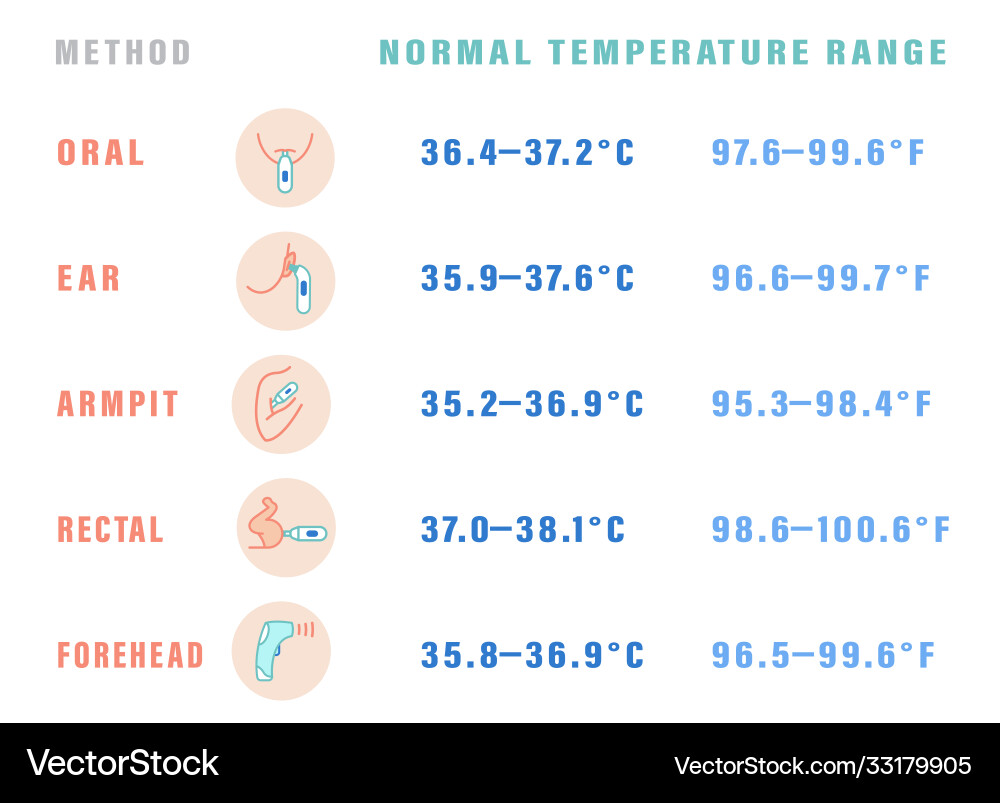 METHOD NORMAL TEMPERATURE RANGE
ORAL 36.4–37.2°C 97.6–99.6°F
EAR 35.9–37.6°C 96.6–99.7°F
ARMPIT 35.2–36.9°C 95.3–98.4°F
RECTAL 37.0–38.1°C 98.6–100.6°F
FOREHEAD 35.8–36.9°C 96.5–99.6°F
VectorStock VectorStock.com/33179905